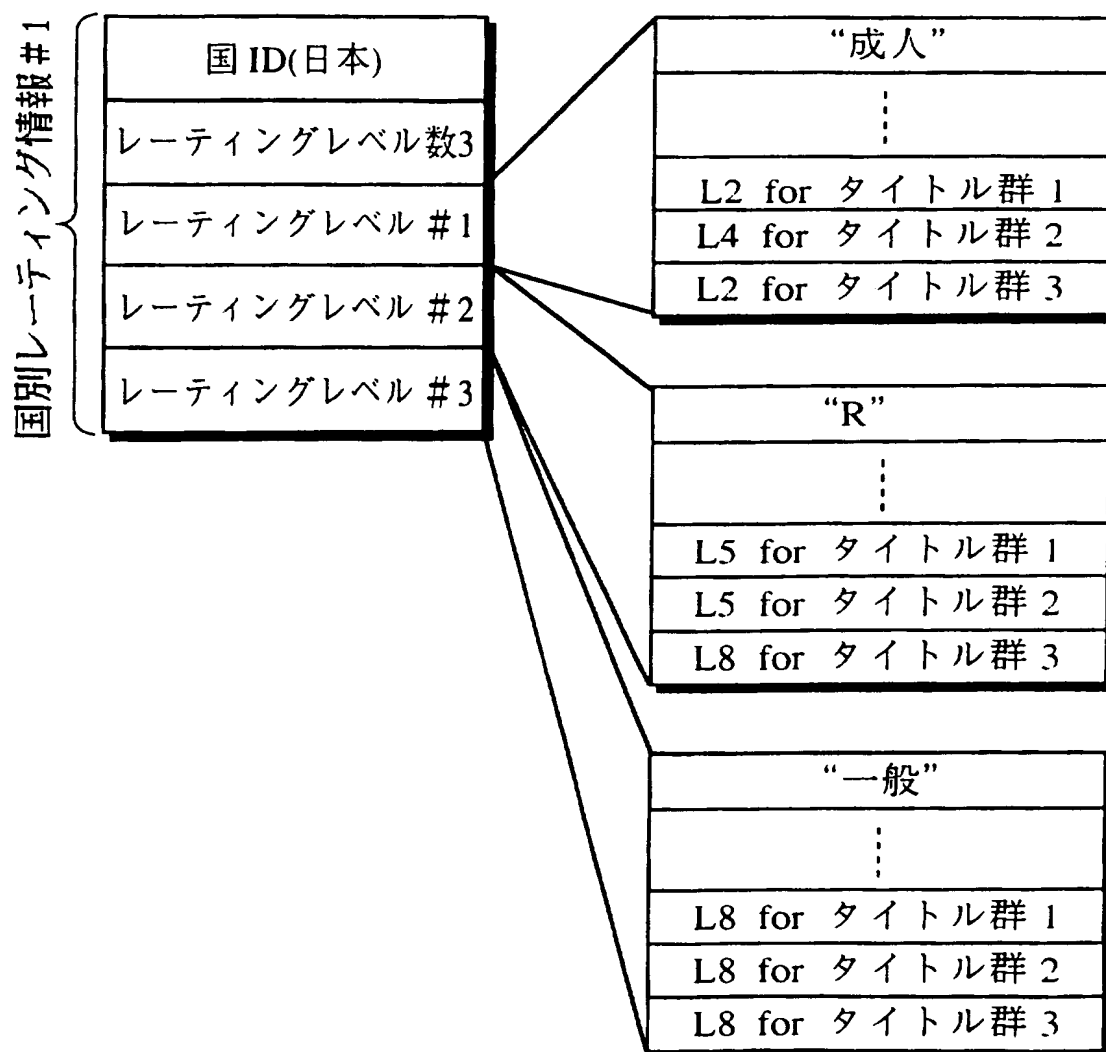 国別レーティング情報＃1
国 ID(日本)
レーティングレベル数3
レーティングレベル ＃1
レーティングレベル ＃2
レーティングレベル ＃3
“成人”
L2 for タイトル群 1
L4 for タイトル群 2
L2 for タイトル群 3
“R”
L5 for タイトル群 1
L5 for タイトル群 2
L8 for タイトル群 3
“一般”
L8 for タイトル群 1
L8 for タイトル群 2
L8 for タイトル群 3